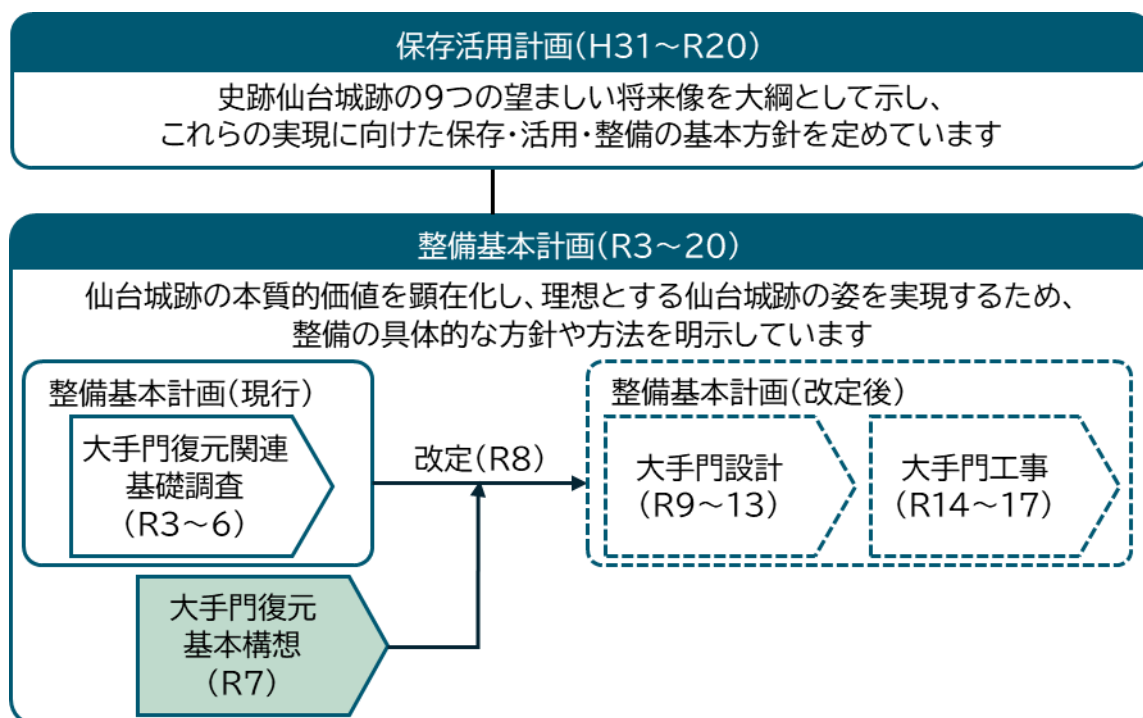 保存活用計画(H31～R20)
史跡仙台城跡の9つの望ましい将来像を大綱として示し、
これらの実現に向けた保存・活用・整備の基本方針を定めています
整備基本計画(R3～20)
仙台城跡の本質的価値を顕在化し、理想とする仙台城跡の姿を実現するため、
整備の具体的な方針や方法を明示しています
整備基本計画(現行)
大手門復元関連
基礎調査
(R3～6)
改定(R8)
整備基本計画(改定後)
大手門設計
(R9～13)
大手門工事
(R14～17)
大手門復元
基本構想
(R7)